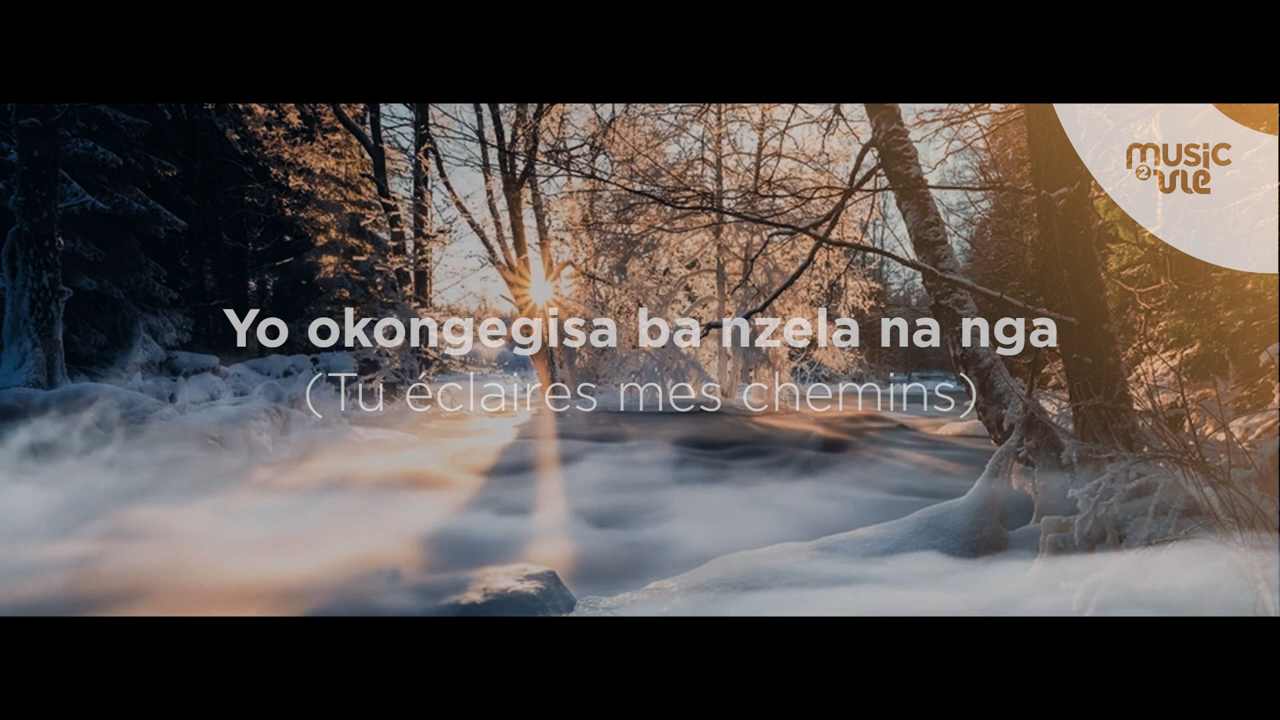 music
2 vie
Yo okongegisa ba nzela na nga
(Tu éclaires mes chemins)